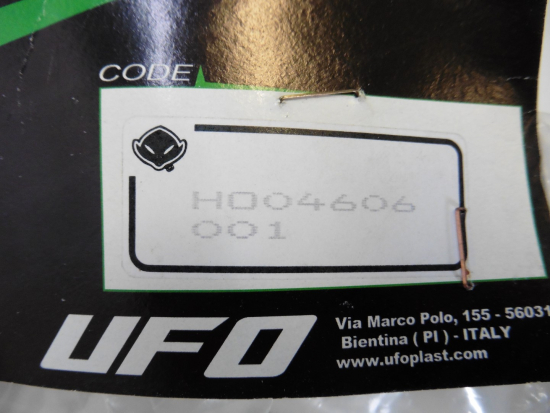 CODE
HO04606
001
UFO
Via Marco Polo, 155 - 56031
Bientina ( PI ) - ITALY
www.ufoplast.com